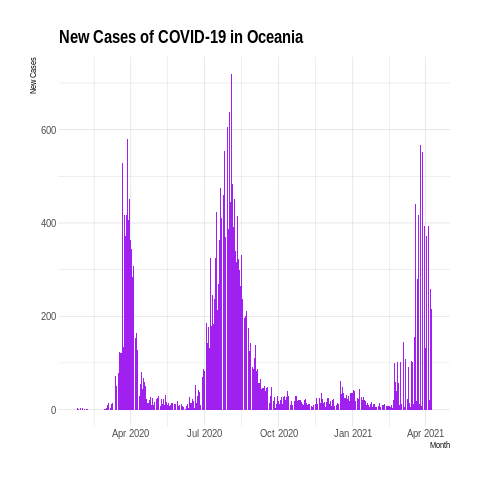 New Cases of COVID-19 in Oceania
New Cases
600
400
200
0
Apr 2020 Jul 2020 Oct 2020 Jan 2021 Apr 2021
Month